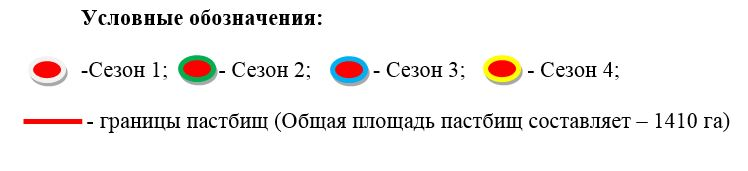 Условные обозначения:
-Сезон 1; - Сезон 2; - Сезон 3; - Сезон 4;
- границы пастбищ (Общая площадь пастбищ составляет – 1410 га)